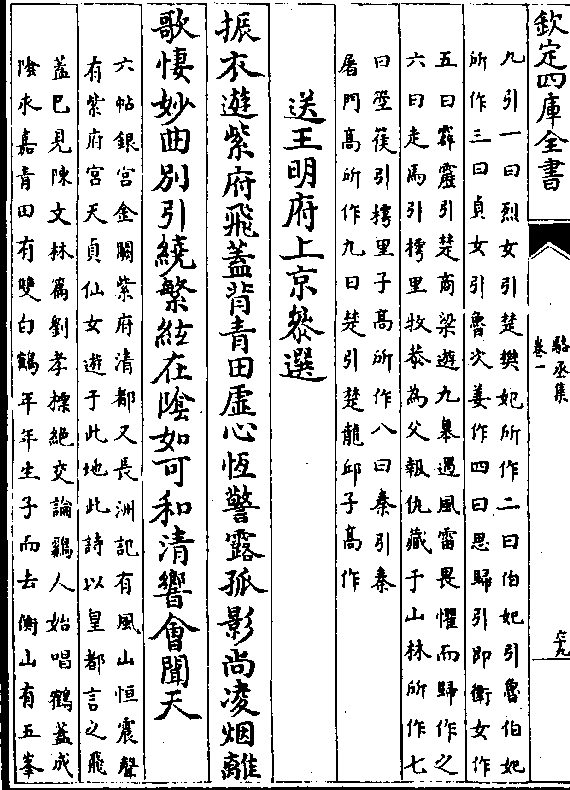 欽定四庫全書
駱丞集
卷一
六九
九引一曰烈女引楚樊妃所作二曰伯妃引魯伯妃
所作三曰貞女引魯次姜作四曰思歸引即衛女作
五曰霹靂引楚商梁遊九皋遇風雷畏懼而歸作之
六曰走馬引樗里牧恭為父報仇藏于山林所作七
曰箜篌引樗里子高所作八曰秦引秦
屠門高所作九曰楚引楚龍邱子高作
送王明府上京參選
振衣遊紫府飛蓋背青田虛心恆警露孤影尚凌烟離
歌悽妙曲別引繞繁絃在陰如可和清響會聞天
六帖銀宮金闕紫府清都又長洲記有風山恒震聲
有紫府宮天貞仙女遊于此地此詩以皇都言之飛
蓋巳見陳文林篇劉孝摽絶交論鷄人始唱鶴蓋成
陰永嘉青田有雙白鶴年年生子而去衡山有五峯